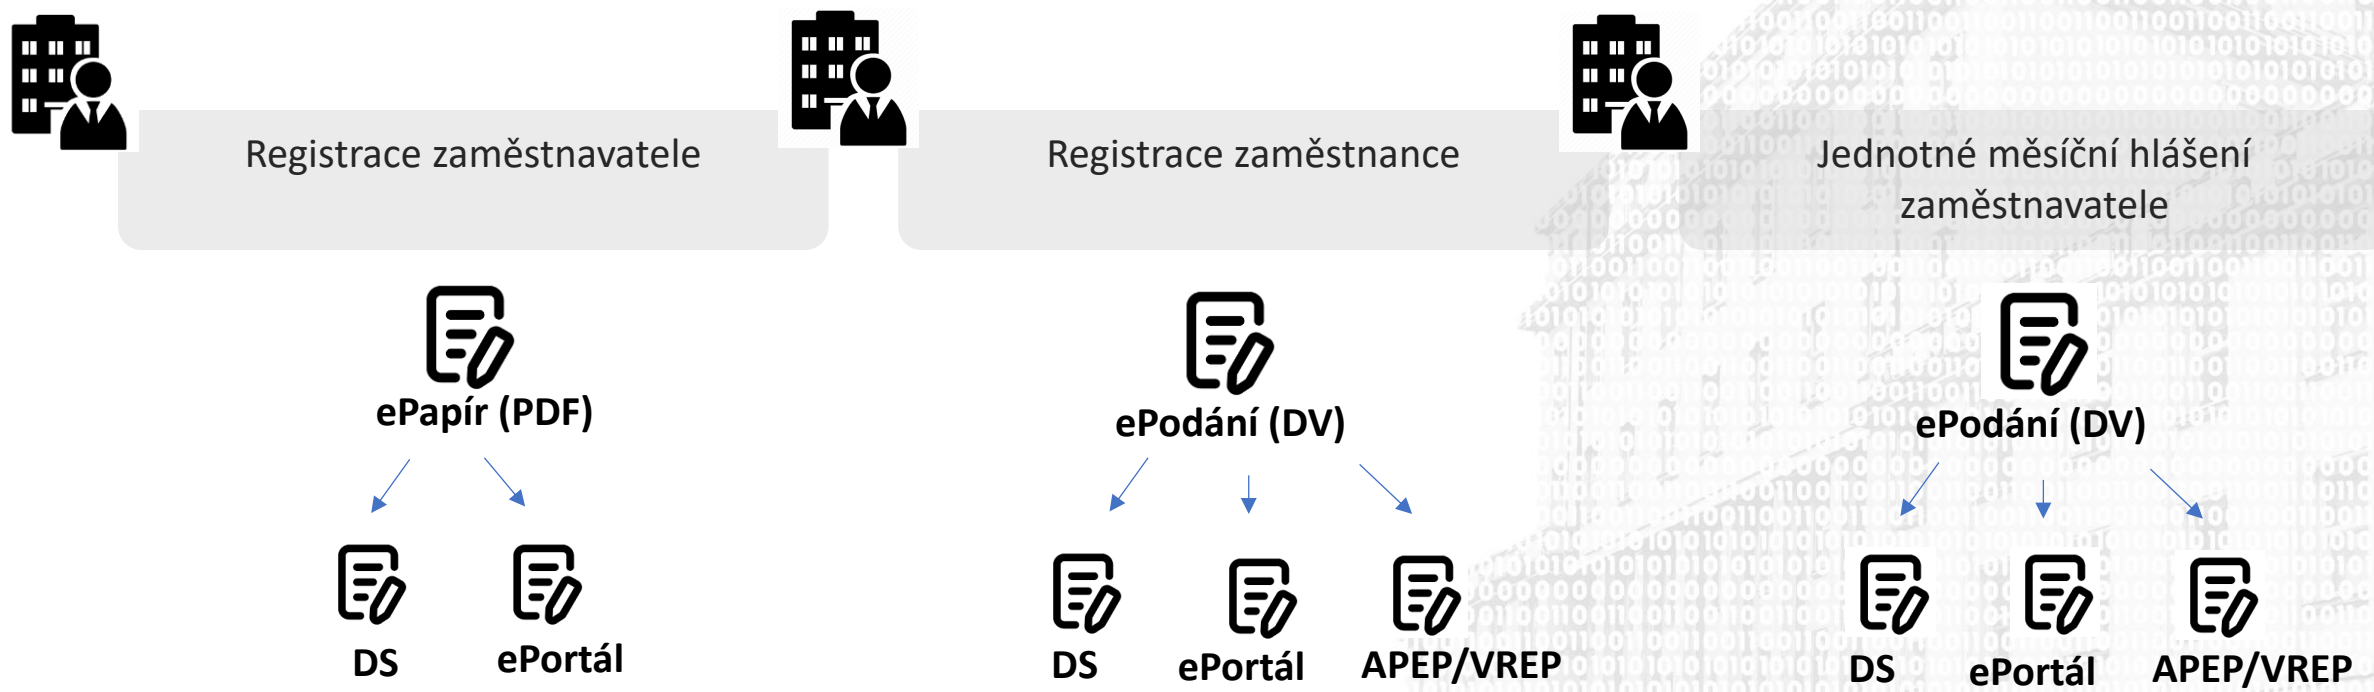 Registrace zaměstnavatele
Registrace zaměstnance
Jednotné měsíční hlášení
zaměstnavatele
ePapír (PDF)
ePodání (DV)
ePodání (DV)
DS
ePortál
DS
ePortál
APEP/VREP
DS
ePortál
APEP/VREP